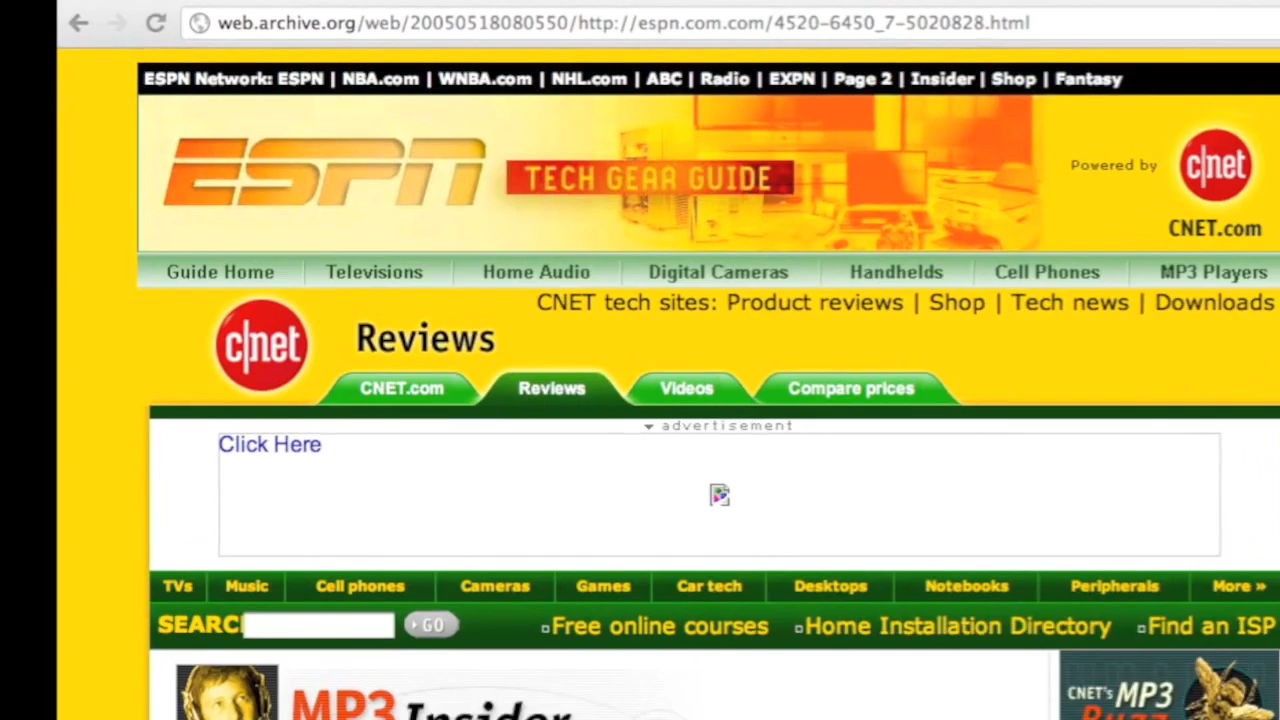 web.archive.org/web/20050518080550/http://espn.com.com/4520-6450_7-5020828.html
ESPN Network: ESPN | NBA.com | WNBA.com | NHL.com | ABC | Radio | EXPN | Page 2 | Insider | Shop | Fantasy
ESPN TECH GEAR GUIDE Powered by c|net
CNET.com
Guide Home Televisions Home Audio Digital Cameras Handhelds Cell Phones MP3 Players
CNET tech sites: Product reviews | Shop | Tech news | Downloads
c|net Reviews
CNET.com Reviews Videos Compare prices
advertisement
Click Here
TVs Music Cell phones Cameras Games Car tech Desktops Notebooks Peripherals More »
SEARC GO Free online courses Home Installation Directory Find an ISP
MP3 Insider
CNET's MP3
Buzz